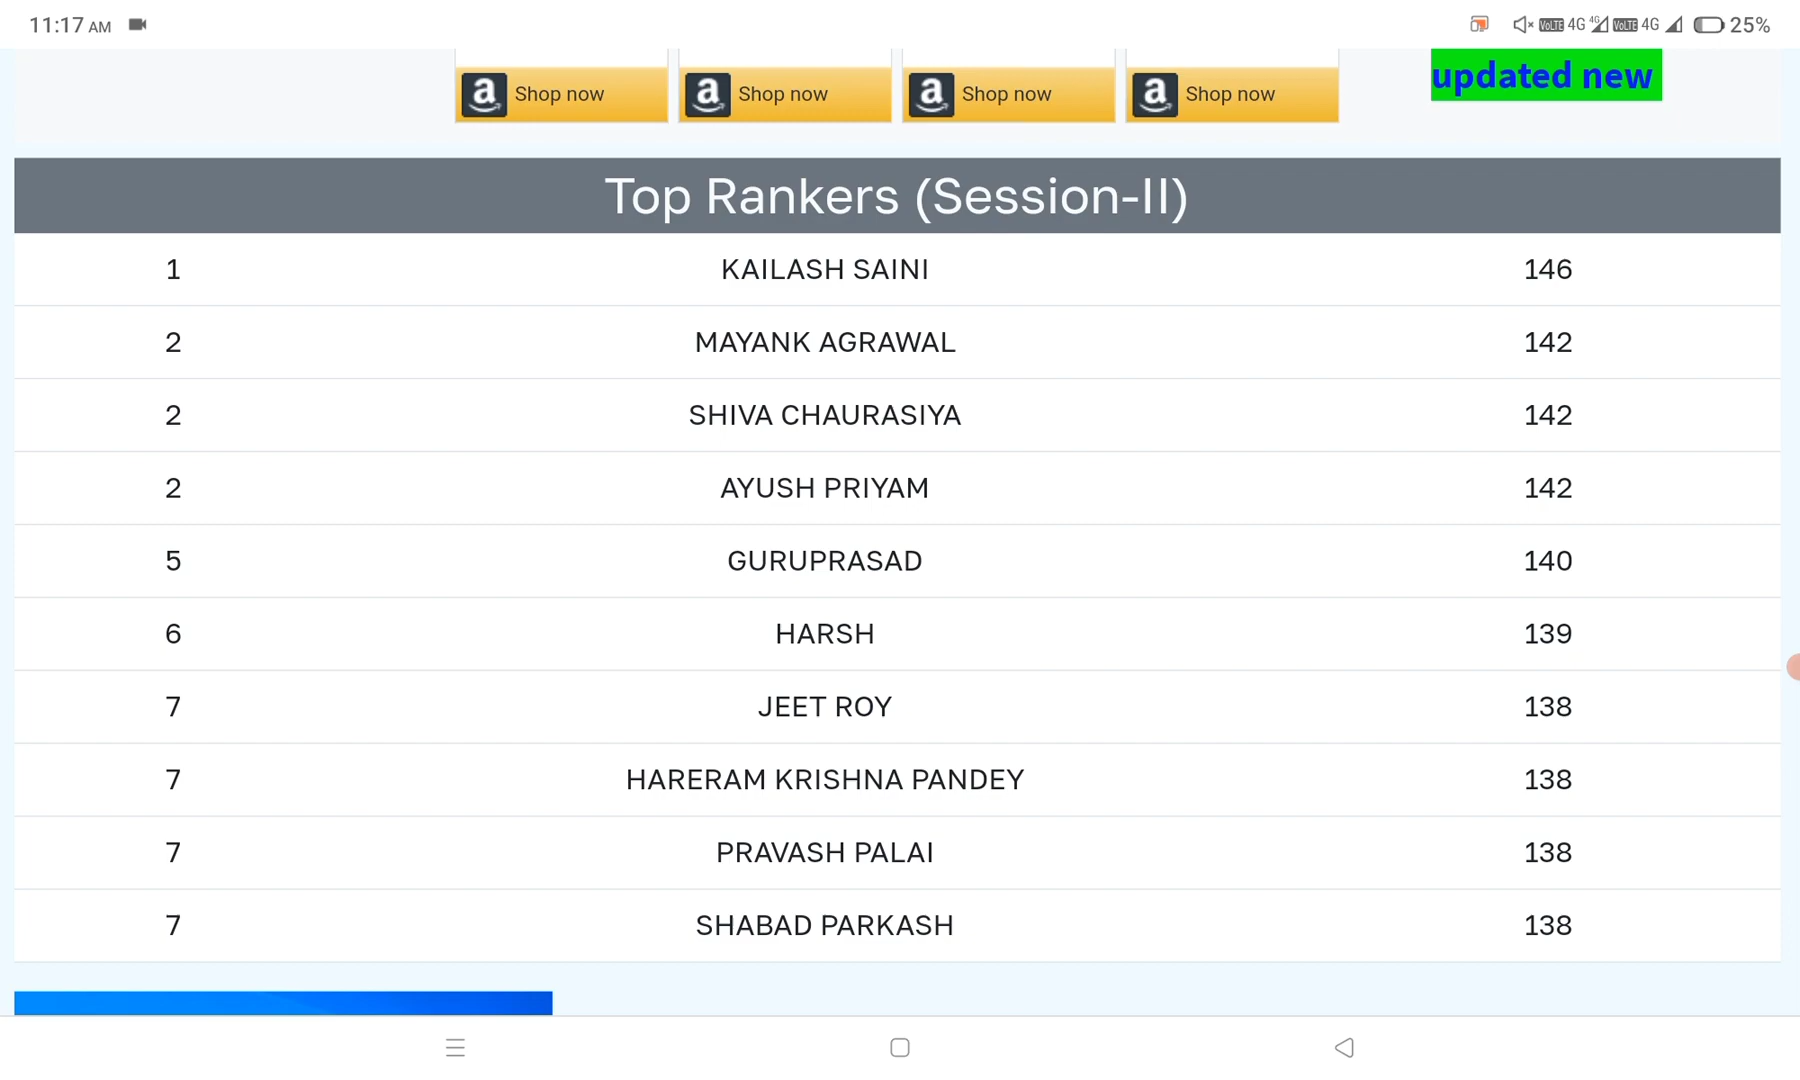 11:17 AM VoLTE 4G 4G VoLTE 4G 25%
Shop now Shop now Shop now Shop now updated new
Top Rankers (Session-II)
1 KAILASH SAINI 146
2 MAYANK AGRAWAL 142
2 SHIVA CHAURASIYA 142
2 AYUSH PRIYAM 142
5 GURUPRASAD 140
6 HARSH 139
7 JEET ROY 138
7 HARERAM KRISHNA PANDEY 138
7 PRAVASH PALAI 138
7 SHABAD PARKASH 138